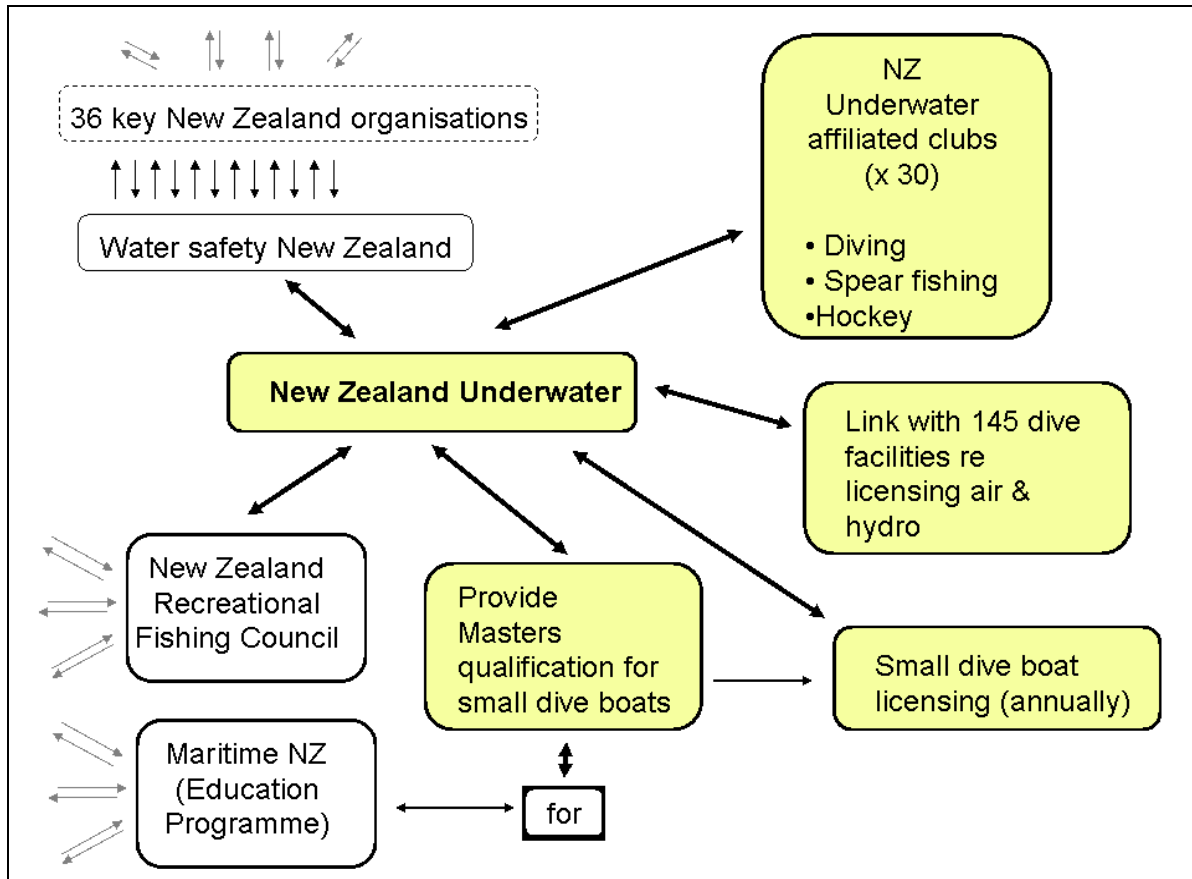 36 key New Zealand organisations
Water safety New Zealand
NZ
Underwater
affiliated clubs
(x 30)
• Diving
• Spear fishing
•Hockey
New Zealand Underwater
Link with 145 dive
facilities re
licensing air &
hydro
New Zealand
Recreational
Fishing Council
Provide
Masters
qualification for
small dive boats
Small dive boat
licensing (annually)
Maritime NZ
(Education
Programme)
for